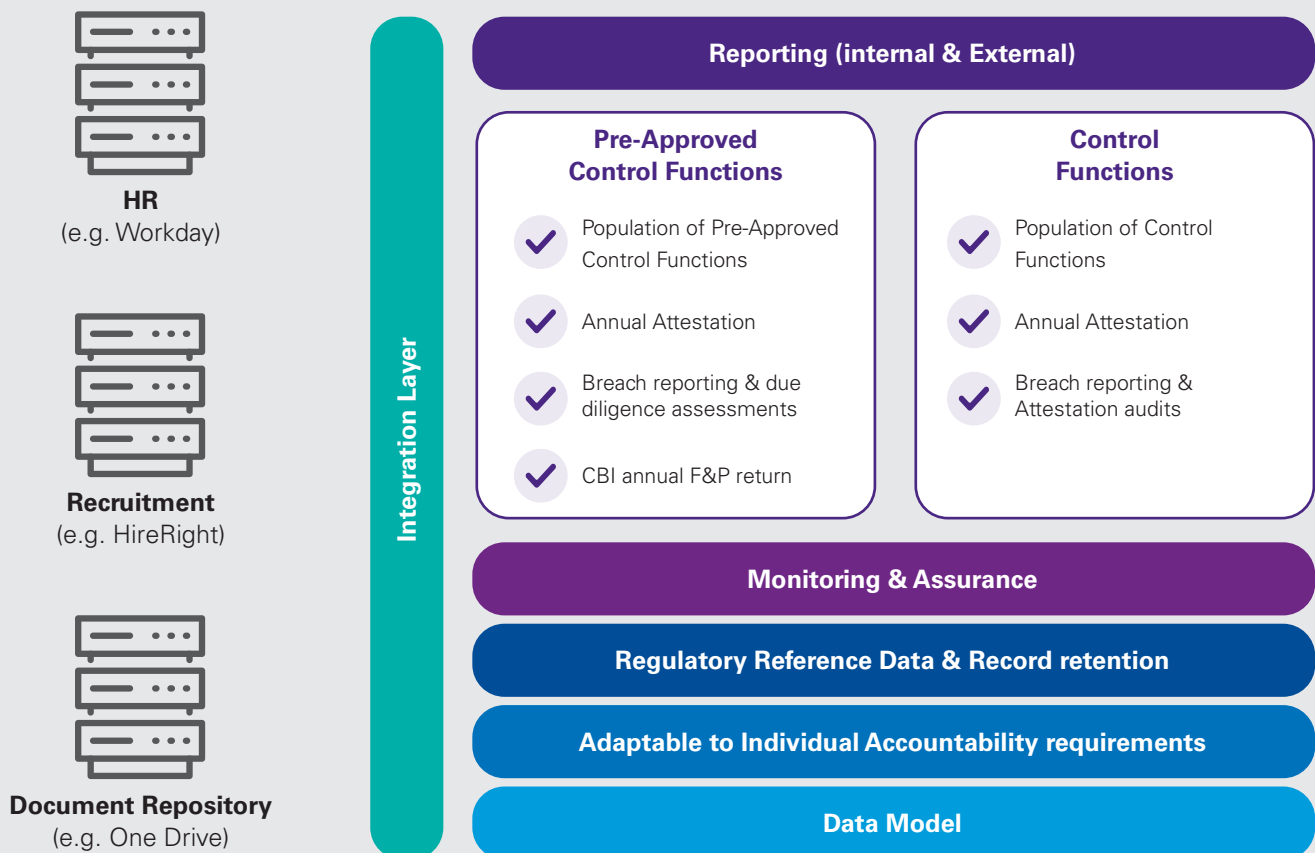 HR
(e.g. Workday)
Recruitment
(e.g. HireRight)
Document Repository
(e.g. One Drive)
Integration Layer
Reporting (internal & External)
Pre-Approved
Control Functions
Population of Pre-Approved
Control Functions
Annual Attestation
Breach reporting & due
diligence assessments
CBI annual F&P return
Control
Functions
Population of Control
Functions
Annual Attestation
Breach reporting &
Attestation audits
Monitoring & Assurance
Regulatory Reference Data & Record retention
Adaptable to Individual Accountability requirements
Data Model